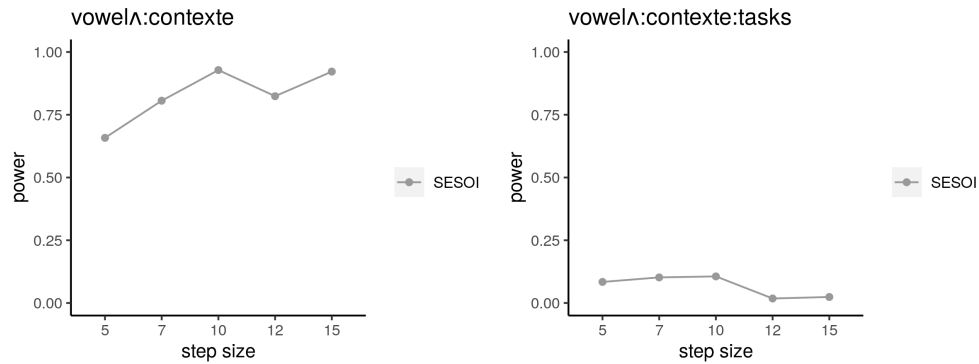 vowelʌ:contexte
1.00
0.75
0.50
0.25
0.00
power
5 7 10 12 15
step size
SESOI
vowelʌ:contexte:tasks
1.00
0.75
0.50
0.25
0.00
power
5 7 10 12 15
step size
SESOI